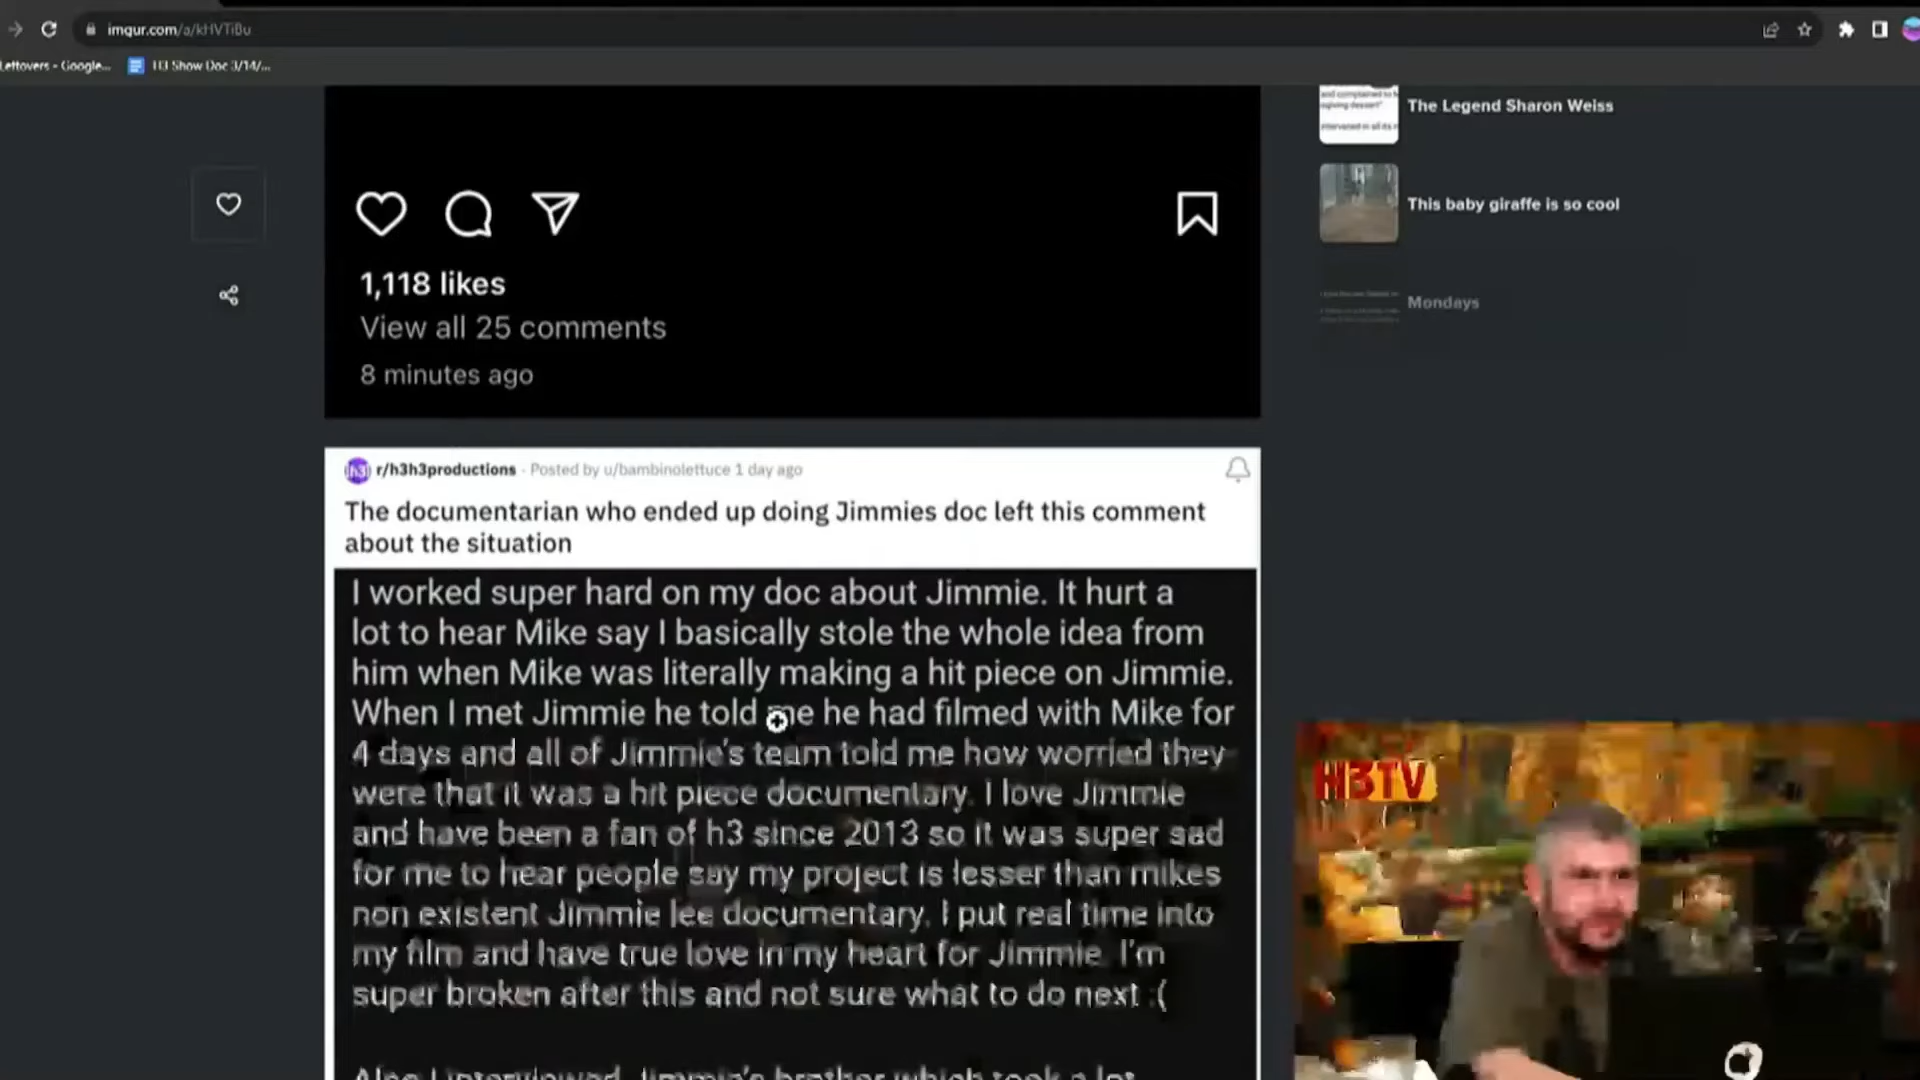 imgur.com/a/kHVTiBu
Leftovers - Google...
H3 Show Doc 3/14/...
The Legend Sharon Weiss
This baby giraffe is so cool
Mondays
1,118 likes
View all 25 comments
8 minutes ago
r/h3h3productions · Posted by u/bambinolettuce 1 day ago
The documentarian who ended up doing Jimmies doc left this comment
about the situation
I worked super hard on my doc about Jimmie. It hurt a
lot to hear Mike say I basically stole the whole idea from
him when Mike was literally making a hit piece on Jimmie.
When I met Jimmie he told me he had filmed with Mike for
4 days and all of Jimmie's team told me how worried they
were that it was a hit piece documentary. I love Jimmie
and have been a fan of h3 since 2013 so it was super sad
for me to hear people say my project is lesser than mikes
non existent Jimmie lee documentary. I put real time into
my film and have true love in my heart for Jimmie. I'm
super broken after this and not sure what to do next :(
Also I interviewed Jimmie's brother which took a lot
H3TV